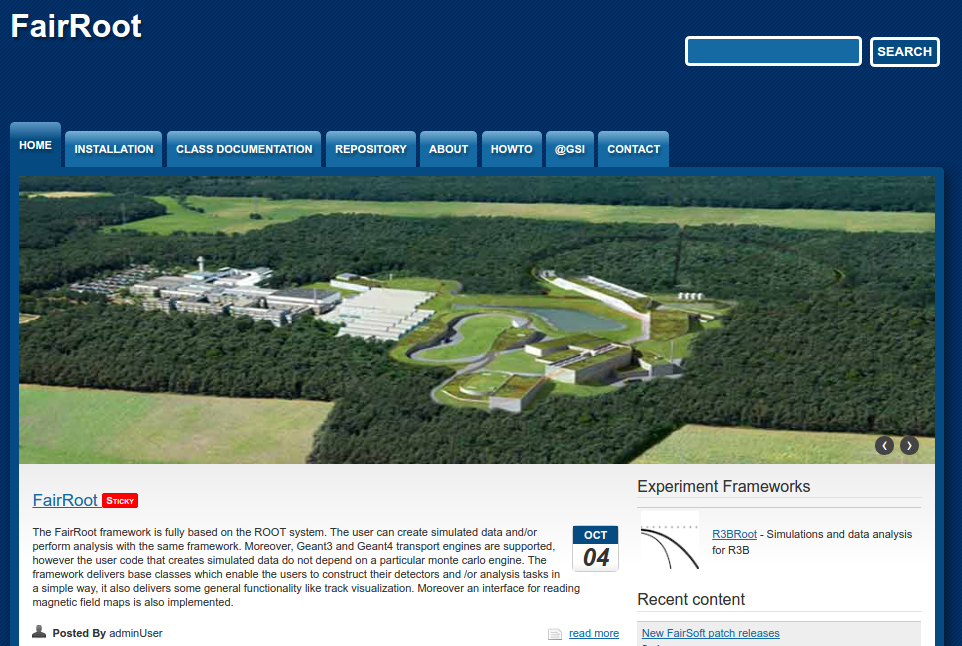 FairRoot
SEARCH
HOME
INSTALLATION
CLASS DOCUMENTATION
REPOSITORY
ABOUT
HOWTO
@GSI
CONTACT
FairRoot Sticky
The FairRoot framework is fully based on the ROOT system. The user can create simulated data and/or
perform analysis with the same framework. Moreover, Geant3 and Geant4 transport engines are supported,
however the user code that creates simulated data do not depend on a particular monte carlo engine. The
framework delivers base classes which enable the users to construct their detectors and /or analysis tasks in
a simple way, it also delivers some general functionality like track visualization. Moreover an interface for reading
magnetic field maps is also implemented.
OCT
04
Posted By adminUser
read more
Experiment Frameworks
R3BRoot - Simulations and data analysis
for R3B
Recent content
New FairSoft patch releases